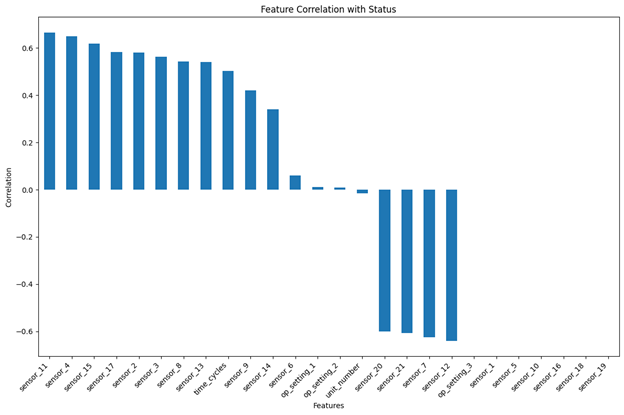 Feature Correlation with Status
Correlation
0.6
0.4
0.2
0.0
−0.2
−0.4
−0.6
sensor_11
sensor_4
sensor_15
sensor_17
sensor_2
sensor_3
sensor_8
sensor_13
time_cycles
sensor_9
sensor_14
sensor_6
op_setting_1
op_setting_2
unit_number
sensor_20
sensor_21
sensor_7
sensor_12
op_setting_3
sensor_1
sensor_5
sensor_10
sensor_16
sensor_18
sensor_19
Features